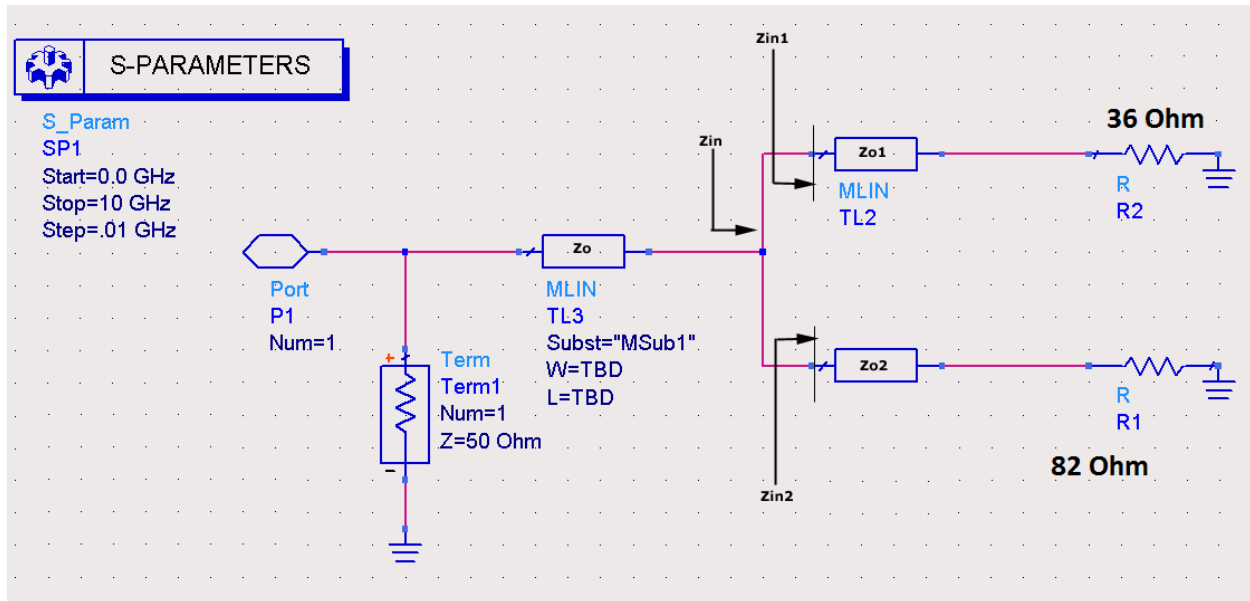 S-PARAMETERS
S_Param
SP1
Start=0.0 GHz
Stop=10 GHz
Step=.01 GHz
Port
P1
Num=1
+
Term
Term1
Num=1
Z=50 Ohm
−
Zo
MLIN
TL3
Subst="MSub1"
W=TBD
L=TBD
Zin
Zin1
Zo1
MLIN
TL2
36 Ohm
R
R2
Zin2
Zo2
R
R1
82 Ohm